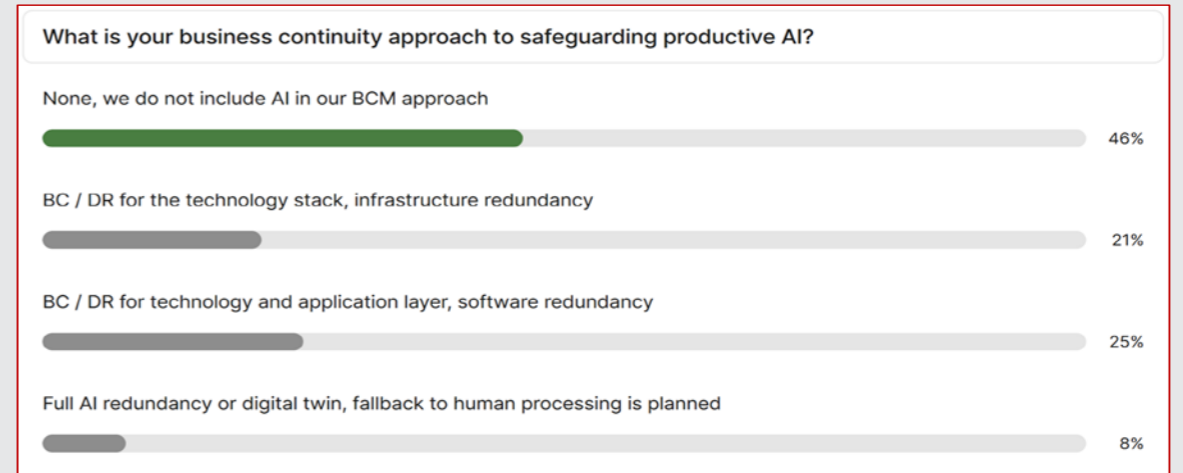 What is your business continuity approach to safeguarding productive AI?
None, we do not include AI in our BCM approach
46%
BC / DR for the technology stack, infrastructure redundancy
21%
BC / DR for technology and application layer, software redundancy
25%
Full AI redundancy or digital twin, fallback to human processing is planned
8%